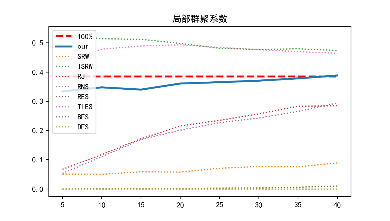 局部群聚系数
100%
our
SRW
ISRW
RJ
RNS
RES
TIES
BFS
DFS
0.5
0.4
0.3
0.2
0.1
0.0
5
10
15
20
25
30
35
40